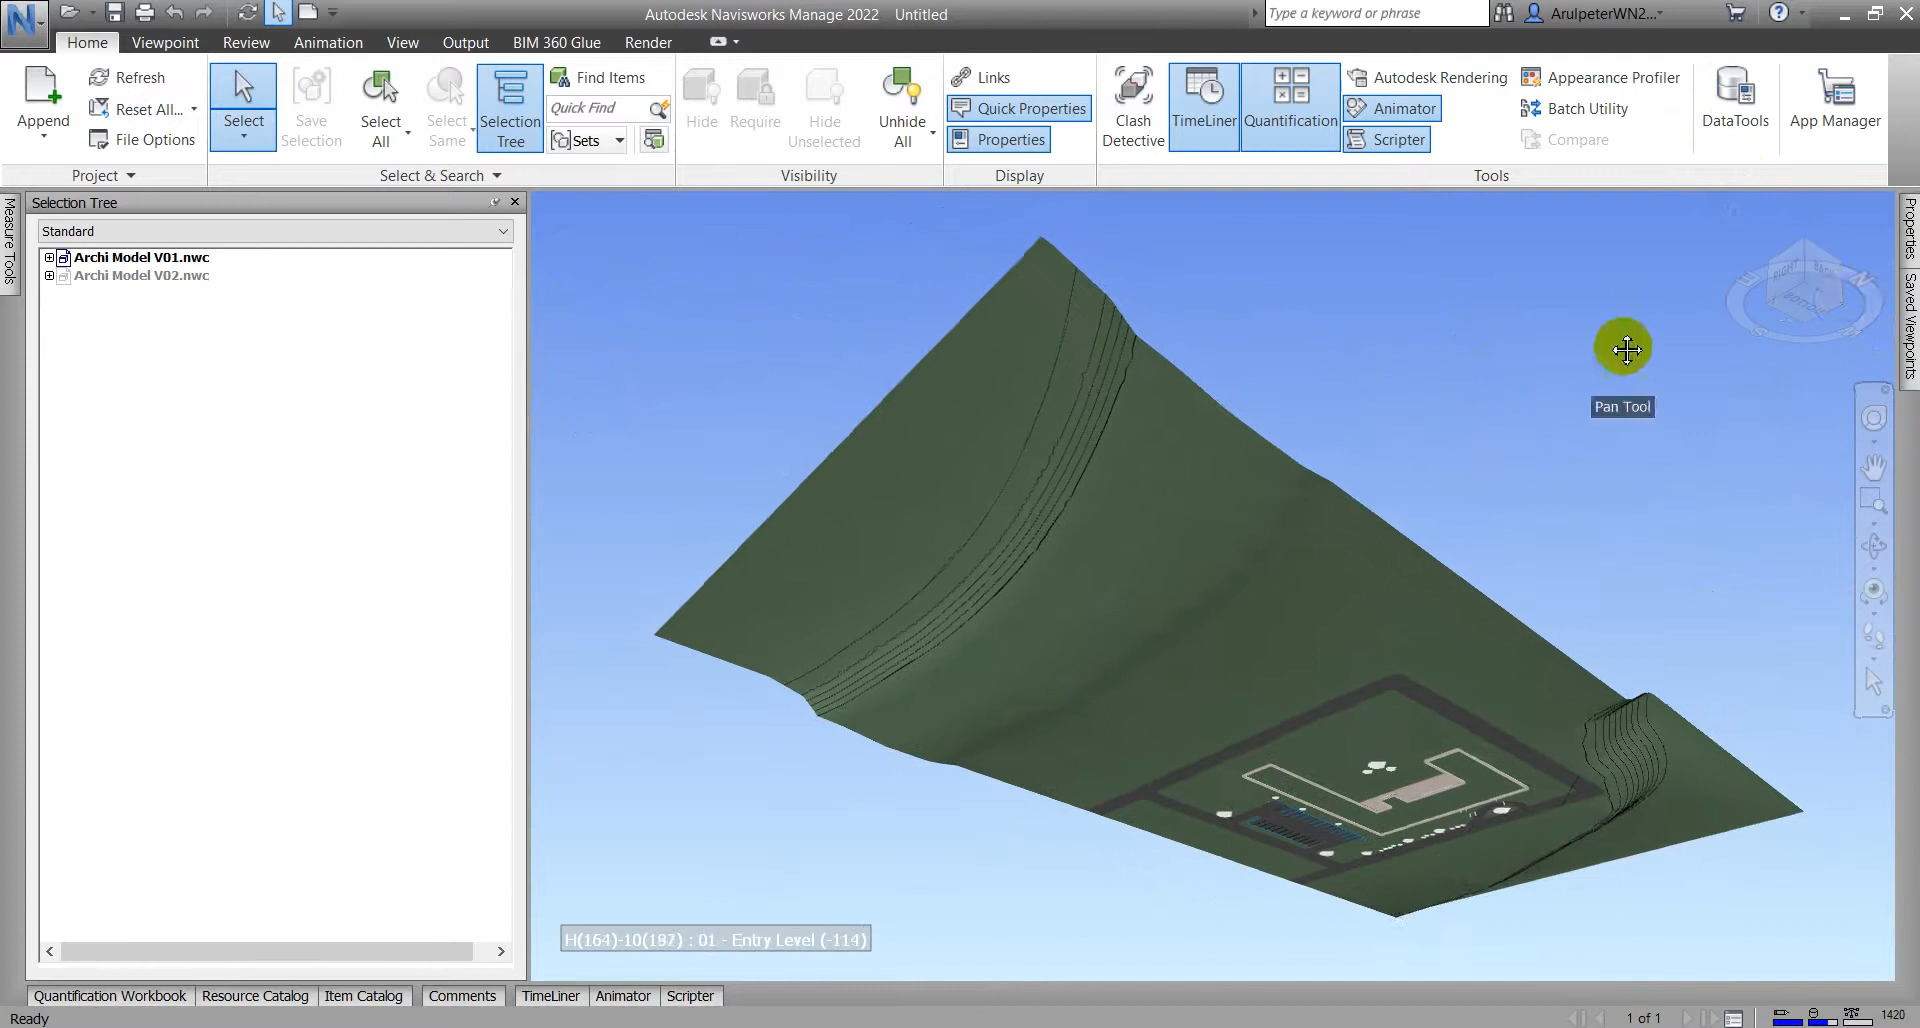 Autodesk Navisworks Manage 2022 Untitled
Type a keyword or phrase
ArulpeterWN2...
Home Viewpoint Review Animation View Output BIM 360 Glue Render
Append
Refresh
Reset All...
File Options
Project
Select
Save Selection
Select All
Select Same
Selection Tree
Find Items
Quick Find
Sets
Select & Search
Hide
Require
Hide Unselected
Unhide All
Visibility
Links
Quick Properties
Properties
Display
Clash Detective
TimeLiner
Quantification
Autodesk Rendering
Animator
Scripter
Appearance Profiler
Batch Utility
Compare
DataTools
App Manager
Tools
Measure Tools
Selection Tree
Standard
Archi Model V01.nwc
Archi Model V02.nwc
RIGHT
BACK
BOTTOM
Pan Tool
Properties
Saved Viewpoints
H(164)-10(187) : 01 - Entry Level (-114)
Quantification Workbook Resource Catalog Item Catalog Comments TimeLiner Animator Scripter
Ready
1 of 1
1420